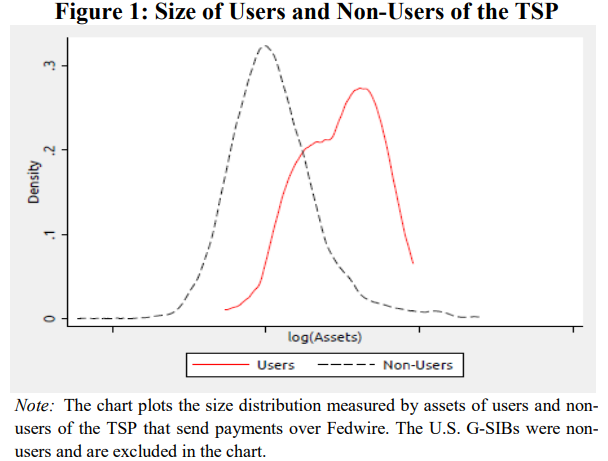 Figure 1: Size of Users and Non-Users of the TSP
.3
.2
.1
0
Density
log(Assets)
Users Non-Users
Note: The chart plots the size distribution measured by assets of users and non-
users of the TSP that send payments over Fedwire. The U.S. G-SIBs were non-
users and are excluded in the chart.